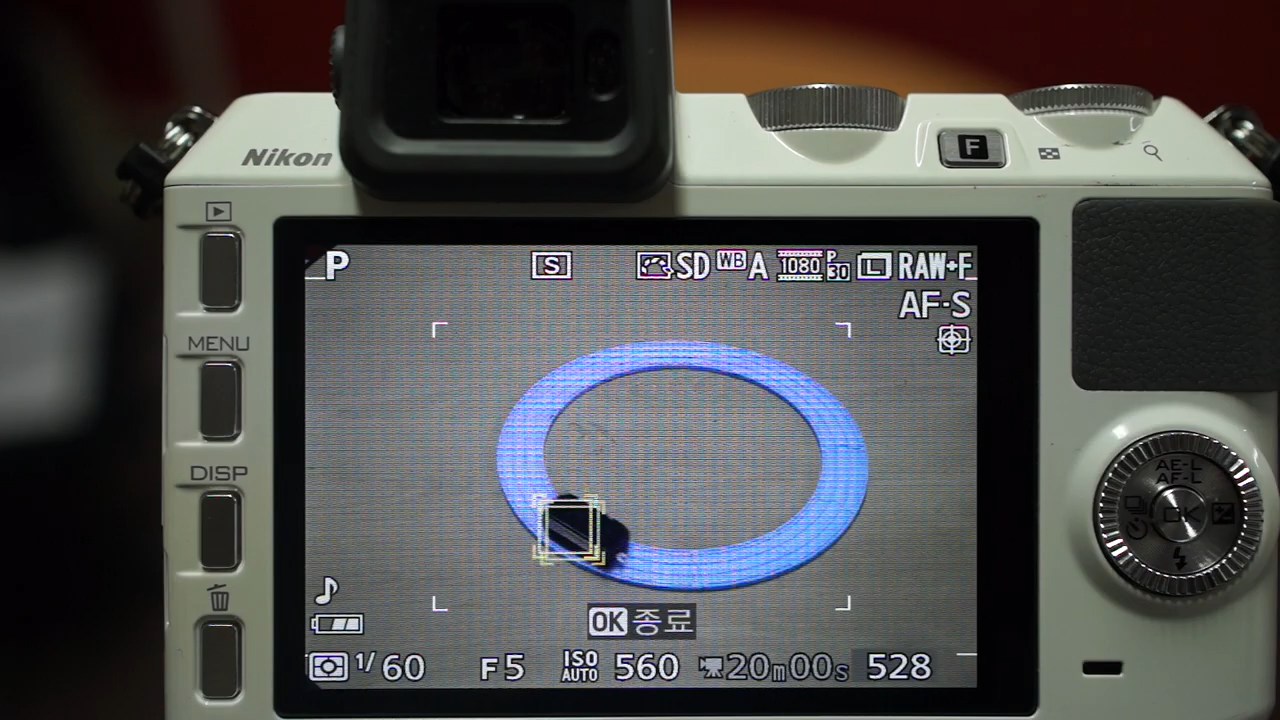 Nikon
F
MENU
DISP
P S SD WB A 1080 P 30 L RAW+F
AF-S
OK 종료
1/60 F5 ISO AUTO 560 20m00s 528
AE-L
AF-L
OK